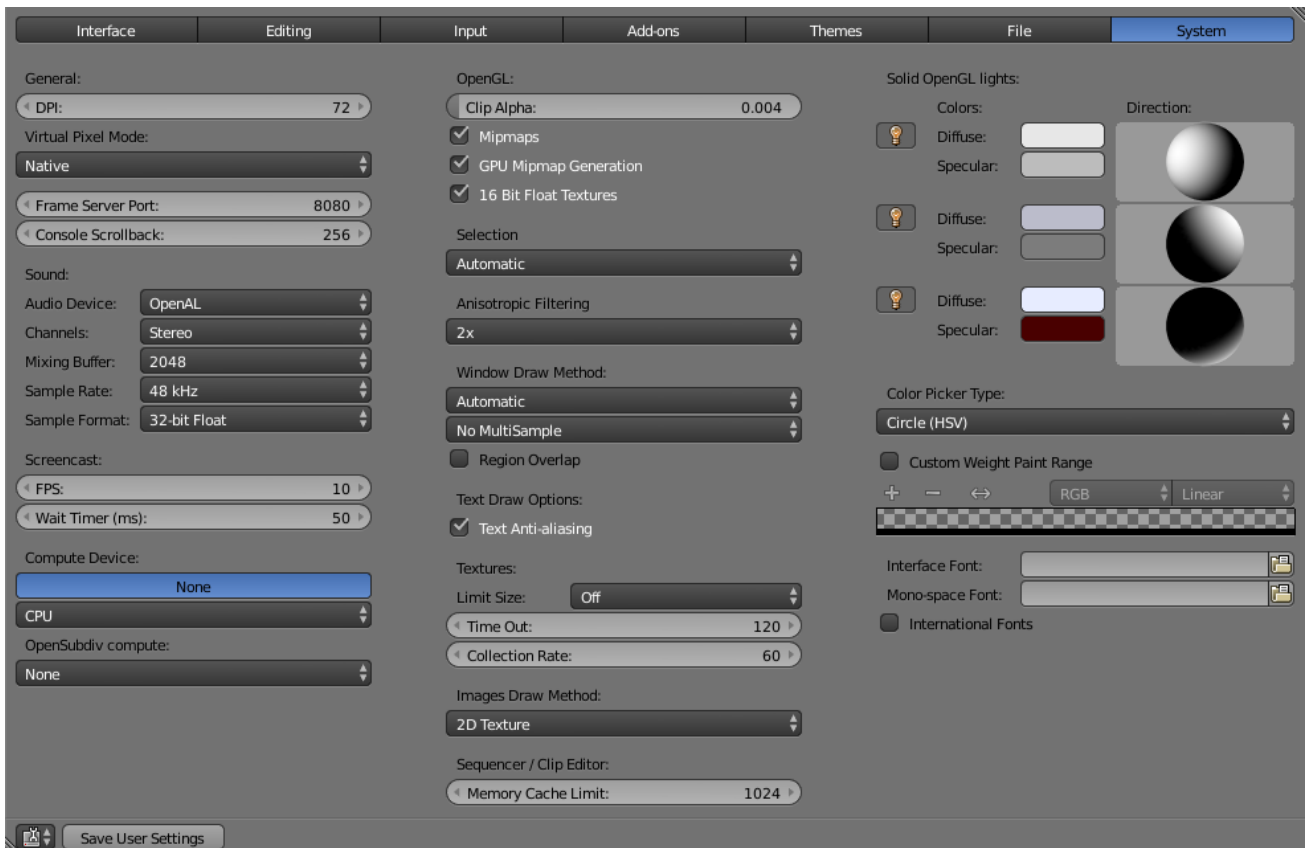 Interface Editing Input Add-ons Themes File System
General:
DPI: 72
Virtual Pixel Mode:
Native
Frame Server Port: 8080
Console Scrollback: 256
Sound:
Audio Device: OpenAL
Channels: Stereo
Mixing Buffer: 2048
Sample Rate: 48 kHz
Sample Format: 32-bit Float
Screencast:
FPS: 10
Wait Timer (ms): 50
Compute Device:
None
CPU
OpenSubdiv compute:
None
OpenGL:
Clip Alpha: 0.004
Mipmaps
GPU Mipmap Generation
16 Bit Float Textures
Selection
Automatic
Anisotropic Filtering
2x
Window Draw Method:
Automatic
No MultiSample
Region Overlap
Text Draw Options:
Text Anti-aliasing
Textures:
Limit Size: Off
Time Out: 120
Collection Rate: 60
Images Draw Method:
2D Texture
Sequencer / Clip Editor:
Memory Cache Limit: 1024
Solid OpenGL lights:
Colors: Direction:
Diffuse:
Specular:
Diffuse:
Specular:
Diffuse:
Specular:
Color Picker Type:
Circle (HSV)
Custom Weight Paint Range
RGB Linear
Interface Font:
Mono-space Font:
International Fonts
Save User Settings